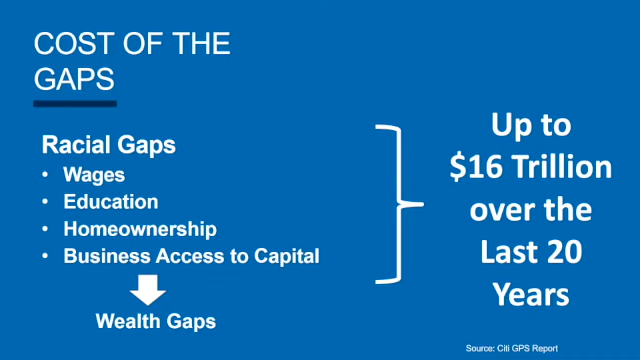 COST OF THE
GAPS
Racial Gaps
• Wages
• Education
• Homeownership
• Business Access to Capital
Wealth Gaps
Up to
$16 Trillion
over the
Last 20
Years
Source: Citi GPS Report